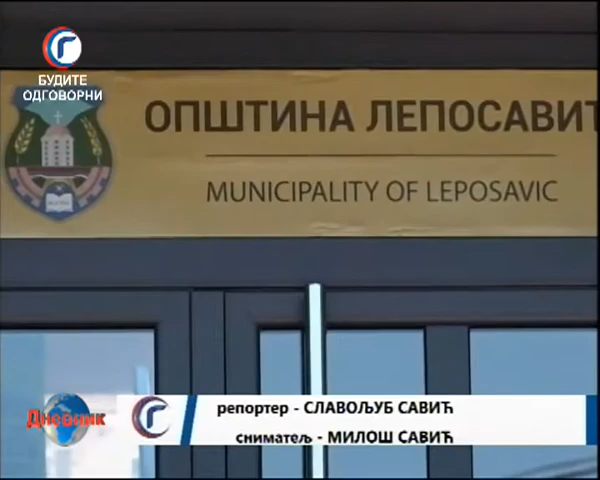 БУДИТЕ
ОДГОВОРНИ
ОПШТИНА ЛЕПОСАВИЋ
MUNICIPALITY OF LEPOSAVIC
Дневник
репортер - СЛАВОЉУБ САВИЋ
сниматељ - МИЛОШ САВИЋ